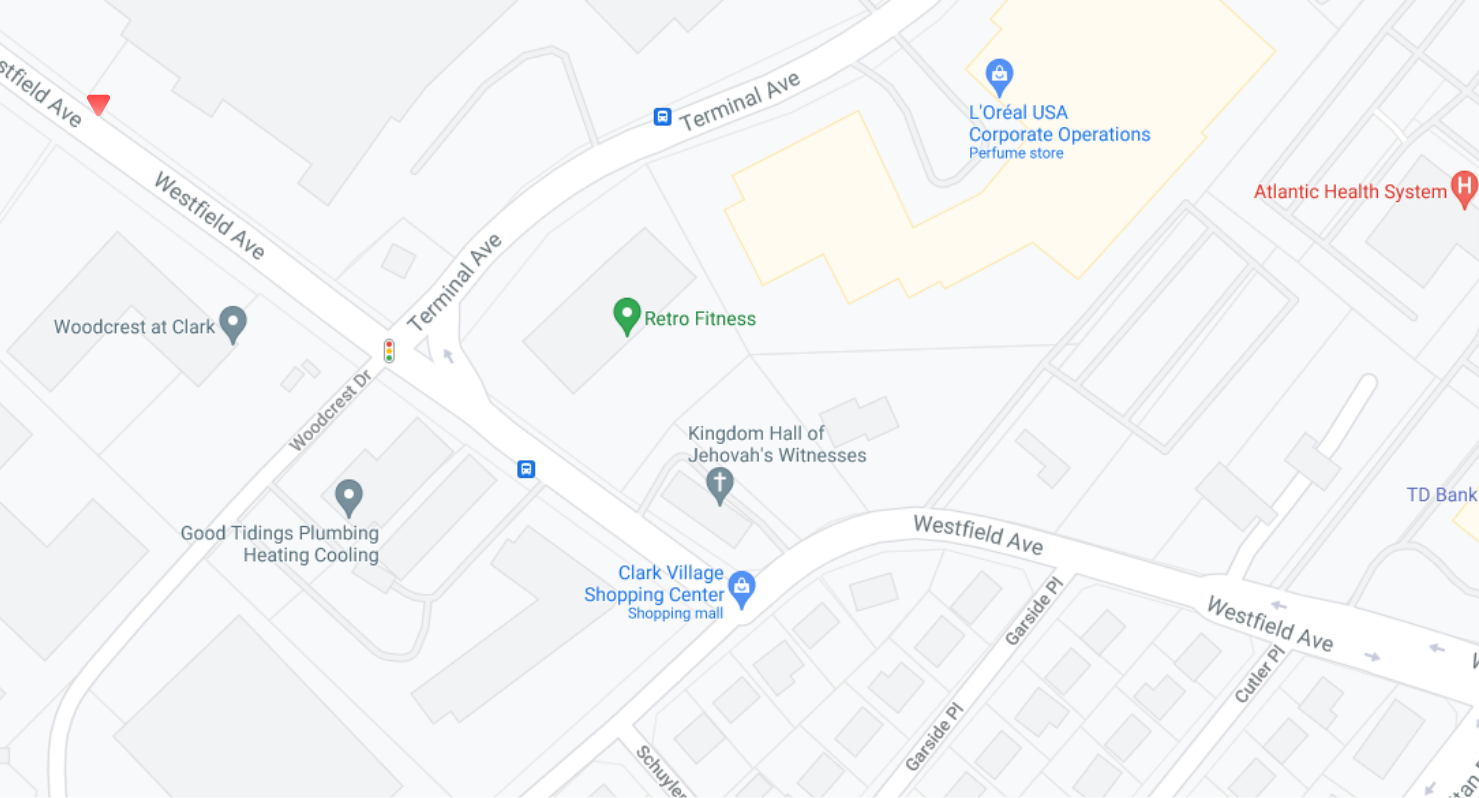 Terminal Ave
stfield Ave
L'Oréal USA
Corporate Operations
Perfume store
Westfield Ave
Atlantic Health System
H
Terminal Ave
Woodcrest at Clark
Retro Fitness
Woodcrest Dr
Kingdom Hall of
Jehovah's Witnesses
TD Bank
Good Tidings Plumbing
Heating Cooling
Westfield Ave
Clark Village
Shopping Center
Shopping mall
Garside Pl
Westfield Ave
Cutler Pl
Garside Pl
Schuyler